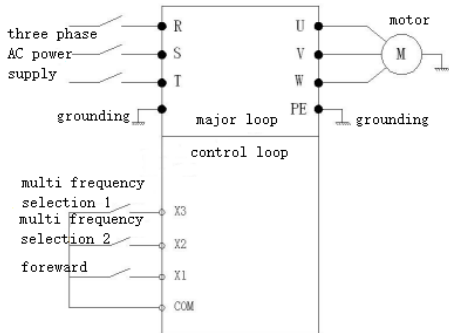 motor
R
U
three phase
AC power
S
V
M
supply
T
W
grounding
major loop
PE
grounding
control loop
multi frequency
selection 1
X3
multi frequency
selection 2
X2
foreward
X1
COM